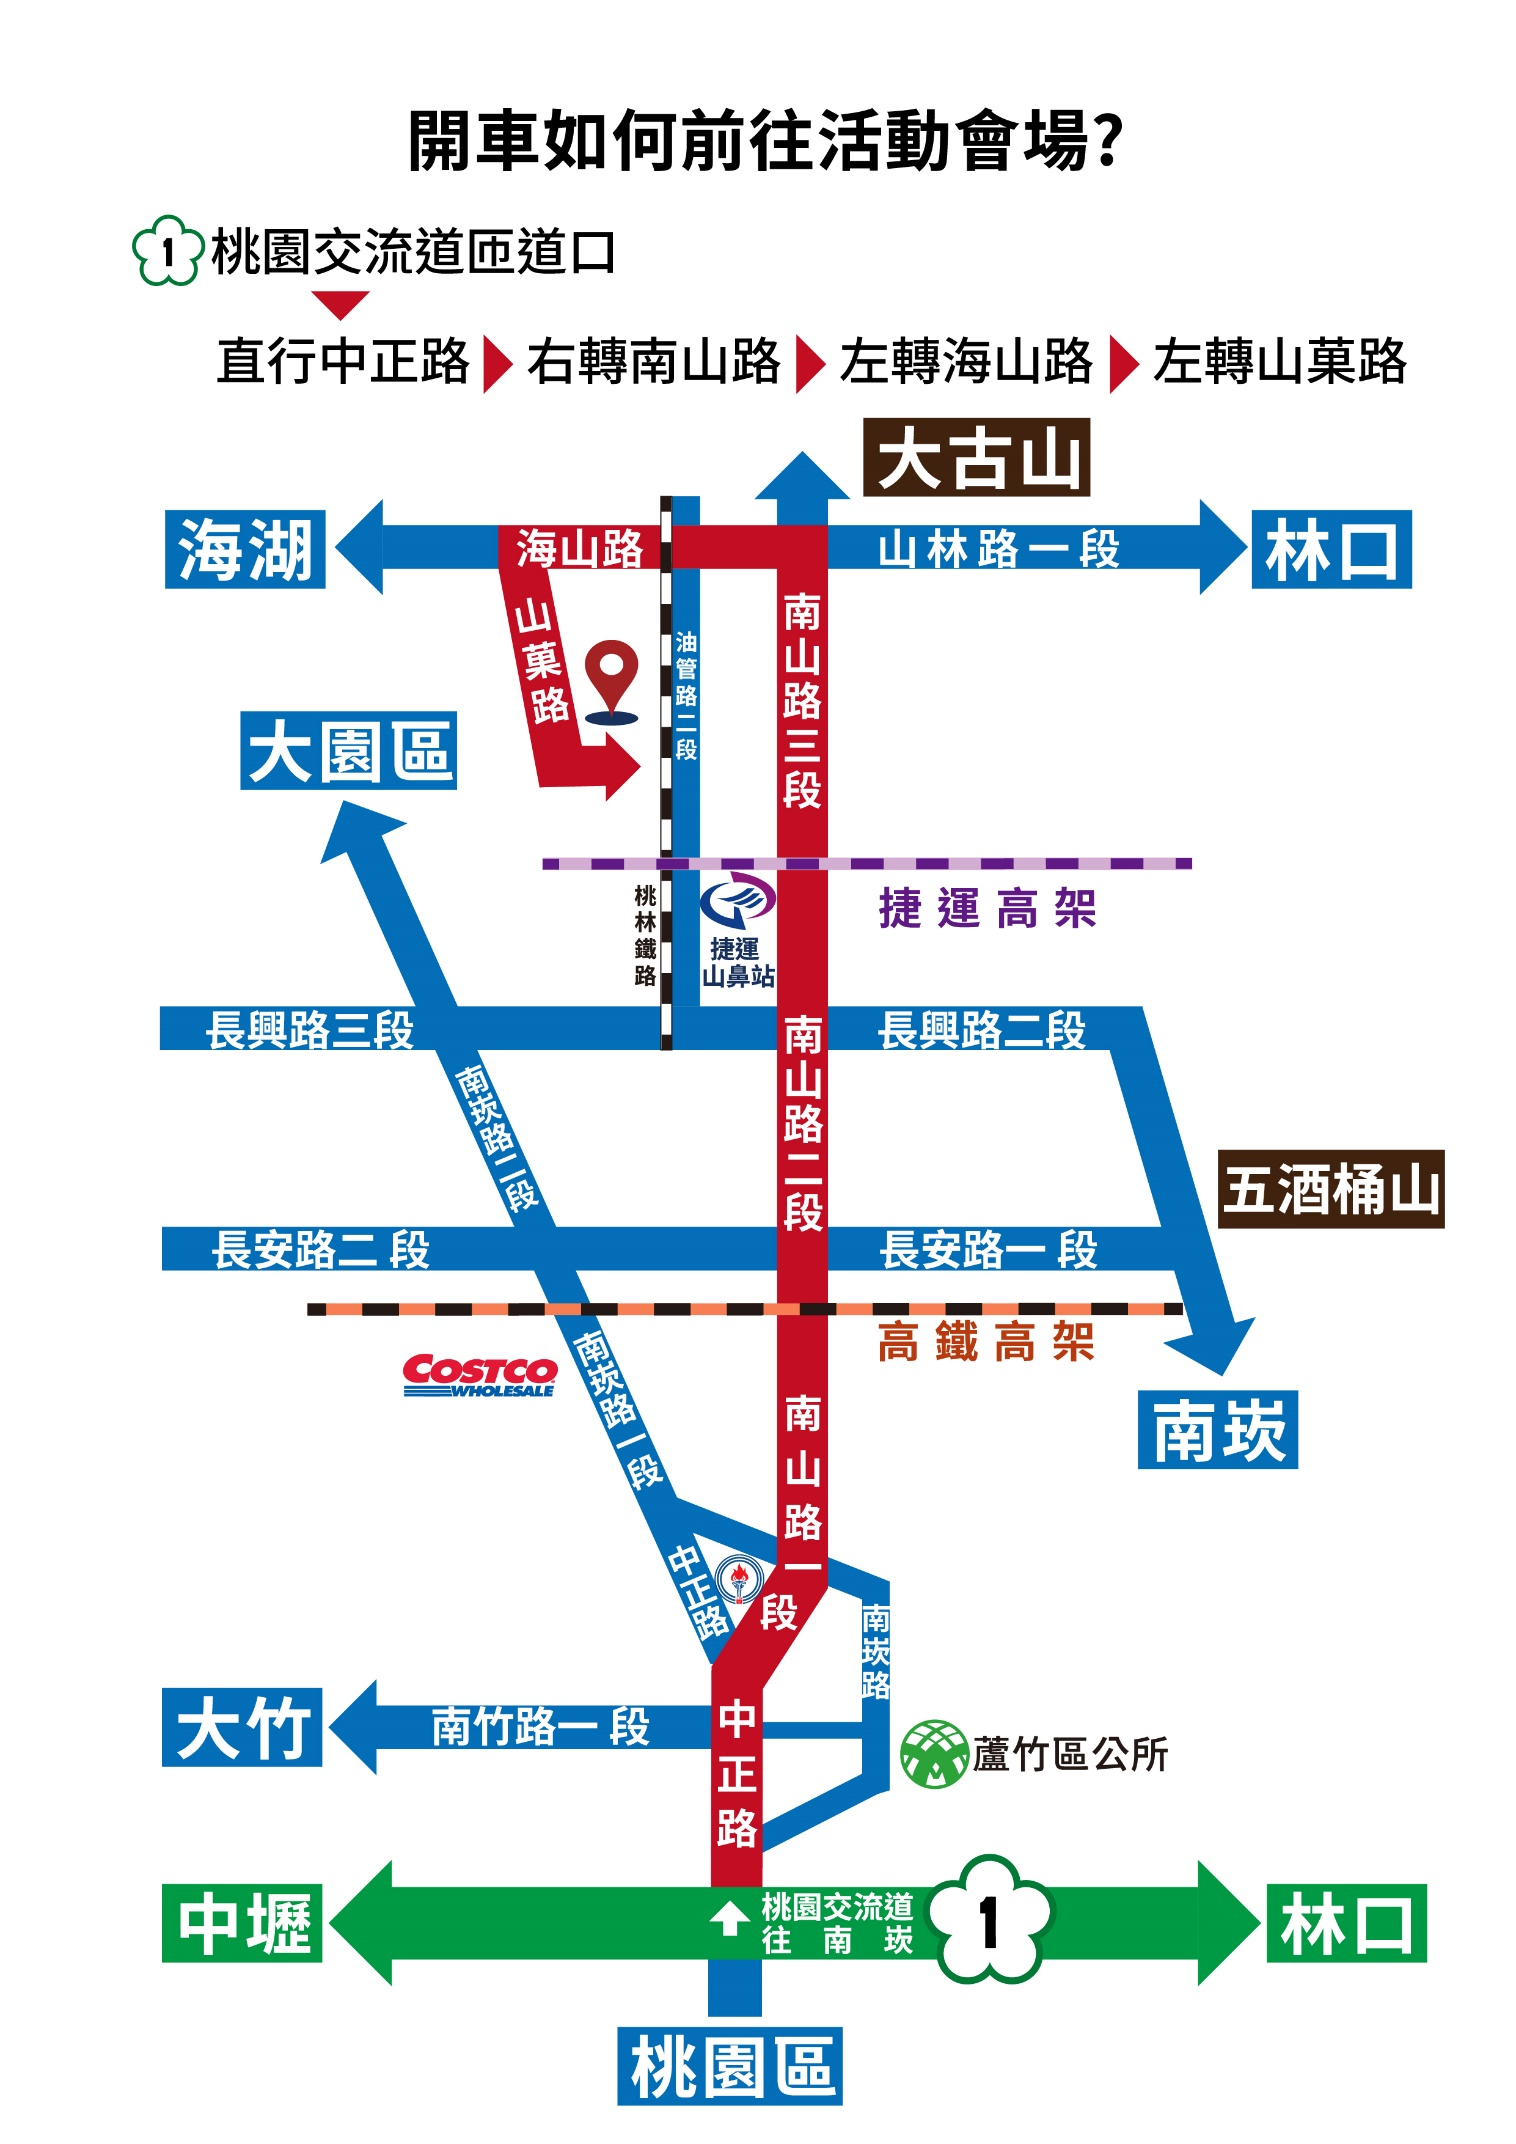 開車如何前往活動會場?
1 桃園交流道匝道口
直行中正路 右轉南山路 左轉海山路 左轉山菓路
大古山
海湖
海山路
山林路一段
林口
山菓路
油管路二段
南山路三段
大園區
捷運高架
桃林鐵路
捷運
山鼻站
長興路三段
南山路二段
長興路二段
南崁路二段
五酒桶山
長安路二段
長安路一段
高鐵高架
COSTCO
WHOLESALE
南崁路一段
南山路一段
南崁
中正路
南崁路
大竹
南竹路一段
中正路
蘆竹區公所
中壢
桃園交流道
往南崁
1
林口
桃園區